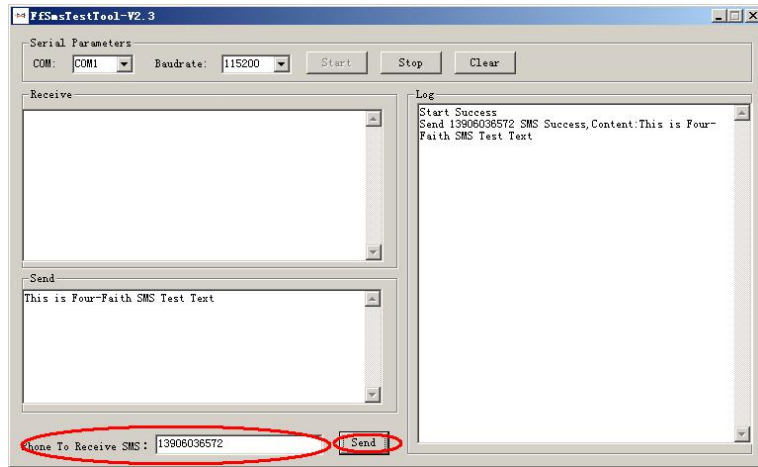 FfSmsTestTool-V2.3
Serial Parameters
COM: COM1 Baudrate: 115200 Start Stop Clear
Receive
Log
Start Success
Send 13906036572 SMS Success,Content:This is Four-
Faith SMS Test Text
Send
This is Four-Faith SMS Test Text
Phone To Receive SMS: 13906036572 Send